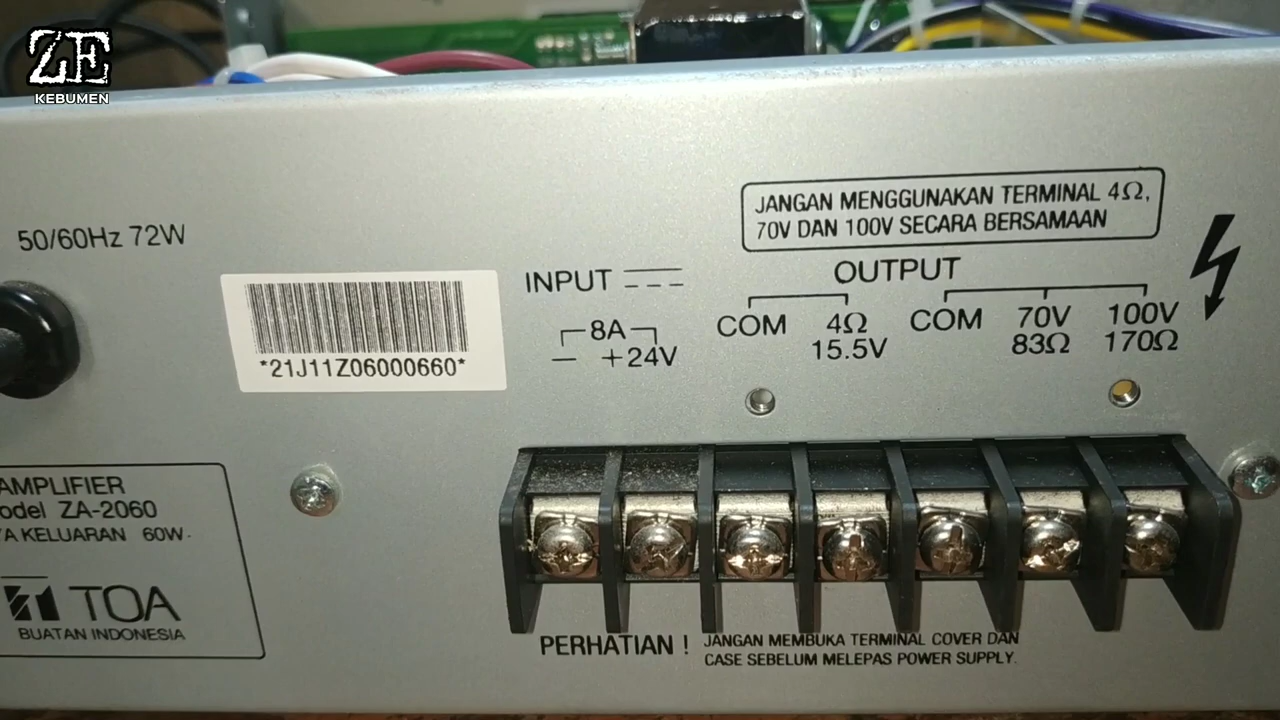 ZE
KEBUMEN
50/60Hz 72W
*21J11Z06000660*
INPUT
8A
— +24V
JANGAN MENGGUNAKAN TERMINAL 4Ω,
70V DAN 100V SECARA BERSAMAAN
OUTPUT
COM 4Ω COM 70V 100V
15.5V 83Ω 170Ω
AMPLIFIER
odel ZA-2060
YA KELUARAN 60W
TOA
BUATAN INDONESIA
PERHATIAN ! JANGAN MEMBUKA TERMINAL COVER DAN
CASE SEBELUM MELEPAS POWER SUPPLY.